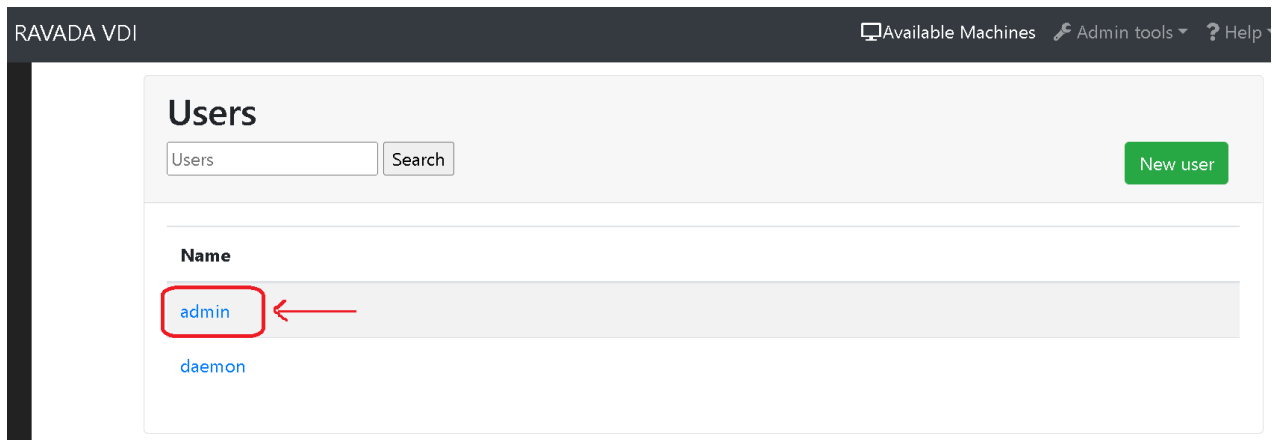 RAVADA VDI Available Machines Admin tools ? Help
Users
Users Search New user
Name
admin
daemon